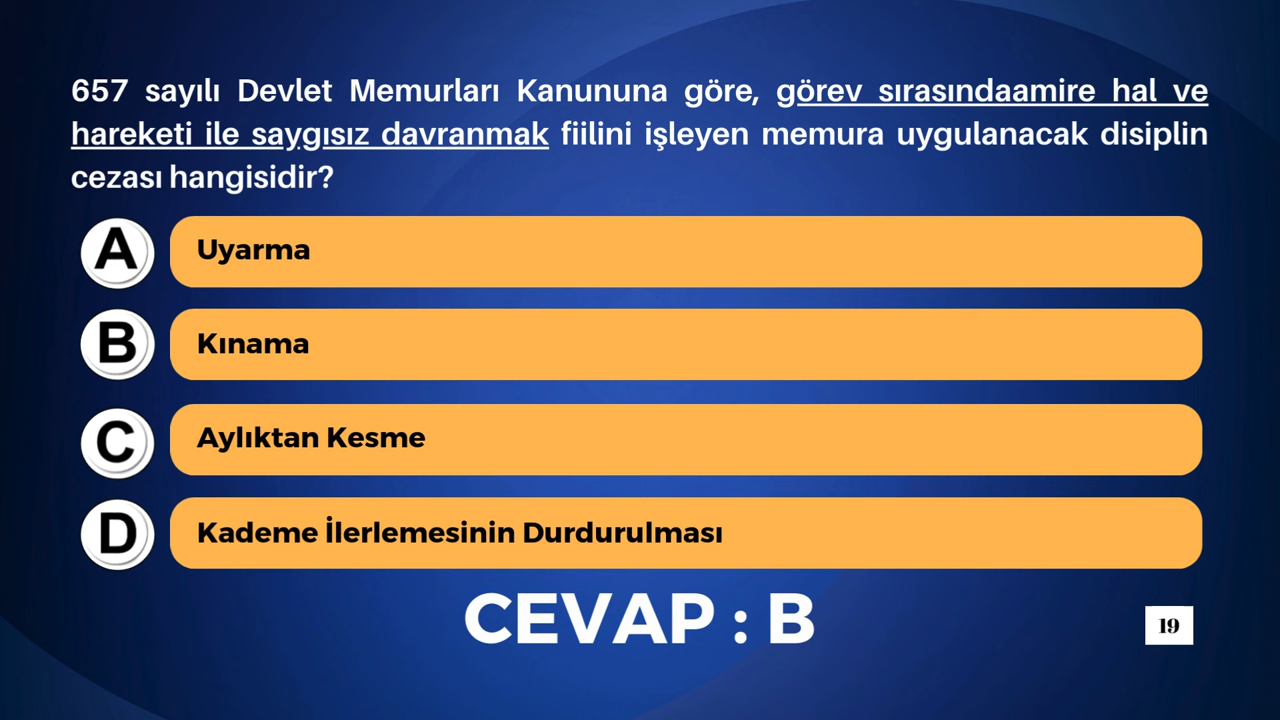 657 sayılı Devlet Memurları Kanununa göre, görev sırasındaamire hal ve
hareketi ile saygısız davranmak fiilini işleyen memura uygulanacak disiplin
cezası hangisidir?
A Uyarma
B Kınama
C Aylıktan Kesme
D Kademe İlerlemesinin Durdurulması
CEVAP : B
19